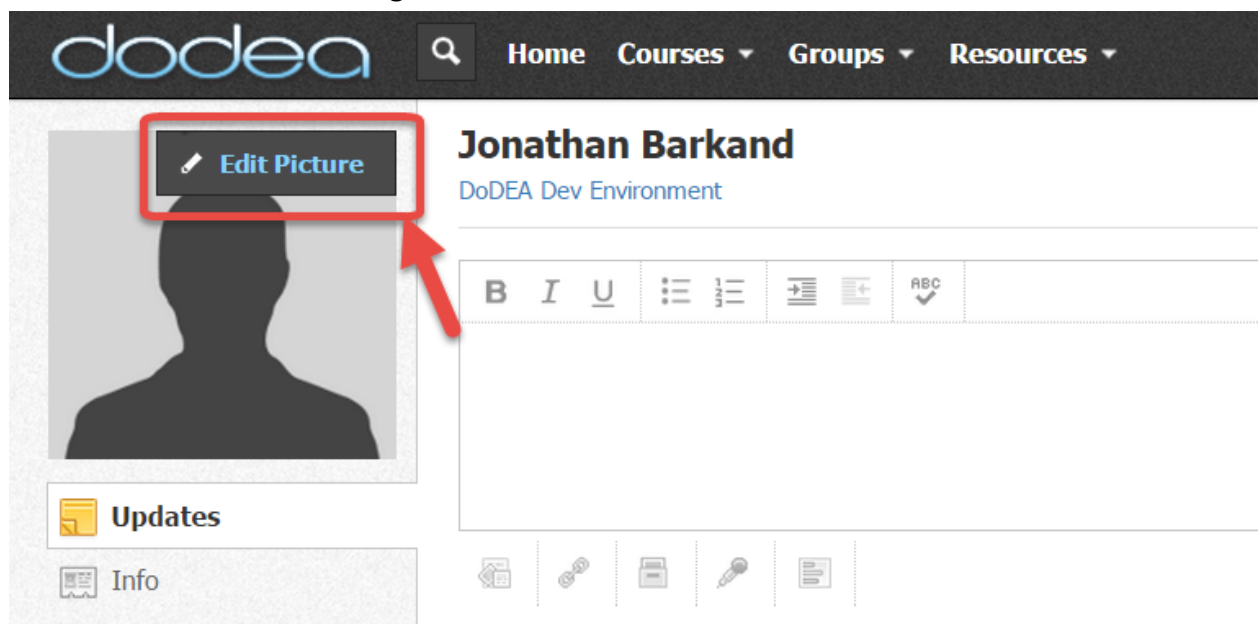 dodea Home Courses Groups Resources
Edit Picture
Jonathan Barkand
DoDEA Dev Environment
B I U ABC
Updates
Info